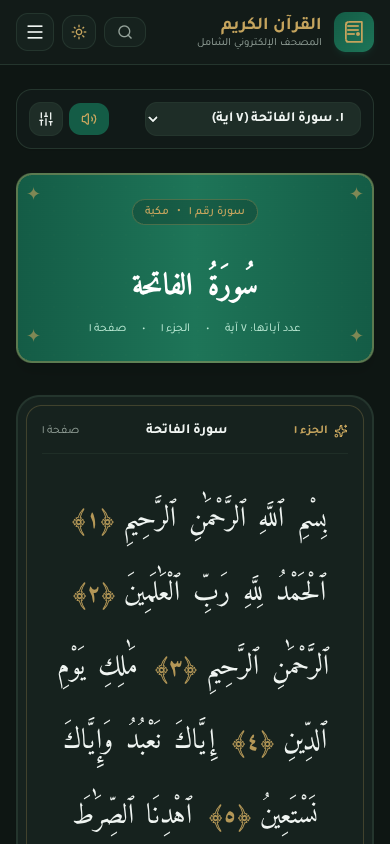 القرآن الكريم
المصحف الإلكتروني الشامل
١. سورة الفاتحة (٧ آية)
سورة رقم ١ • مكية
سُورَةُ الفاتحة
عدد آياتها: ٧ آية • الجزء ١ • صفحة ١
الجزء ١ سورة الفاتحة صفحة ١
بِسْمِ ٱللَّهِ ٱلرَّحْمَٰنِ ٱلرَّحِيمِ ﴿١﴾
ٱلْحَمْدُ لِلَّهِ رَبِّ ٱلْعَٰلَمِينَ ﴿٢﴾
ٱلرَّحْمَٰنِ ٱلرَّحِيمِ ﴿٣﴾ مَٰلِكِ يَوْمِ
ٱلدِّينِ ﴿٤﴾ إِيَّاكَ نَعْبُدُ وَإِيَّاكَ
نَسْتَعِينُ ﴿٥﴾ ٱهْدِنَا ٱلصِّرَٰطَ